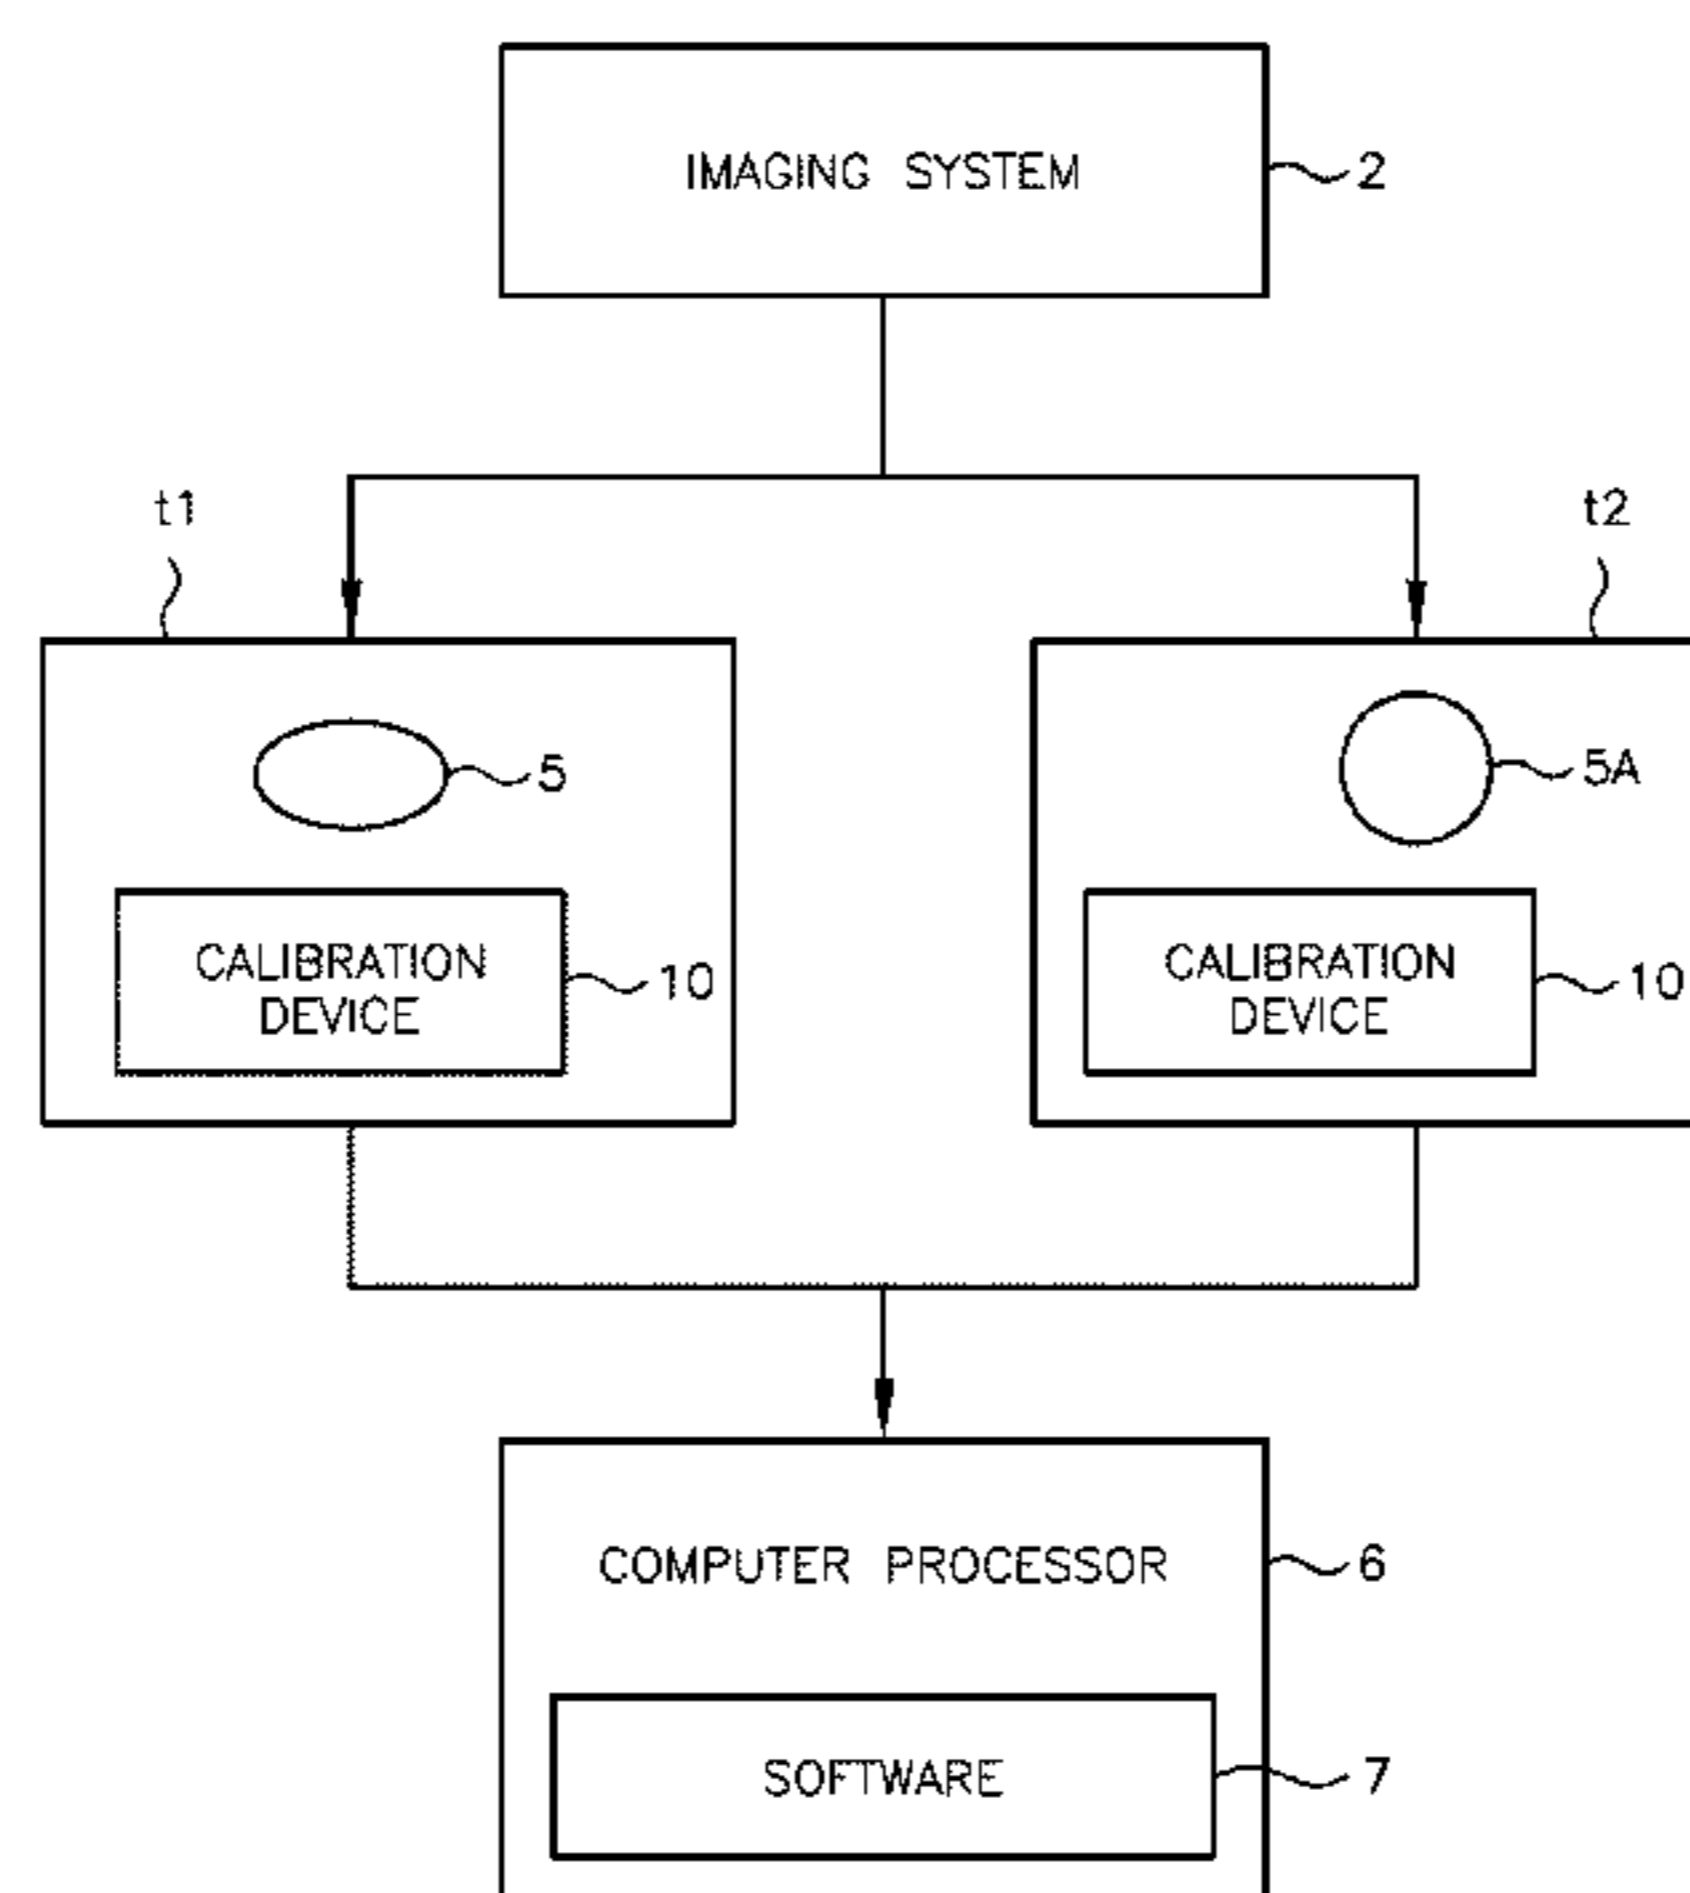 IMAGING SYSTEM
2
t1
t2
5
5A
CALIBRATION
DEVICE
10
CALIBRATION
DEVICE
10
COMPUTER PROCESSOR
6
SOFTWARE
7